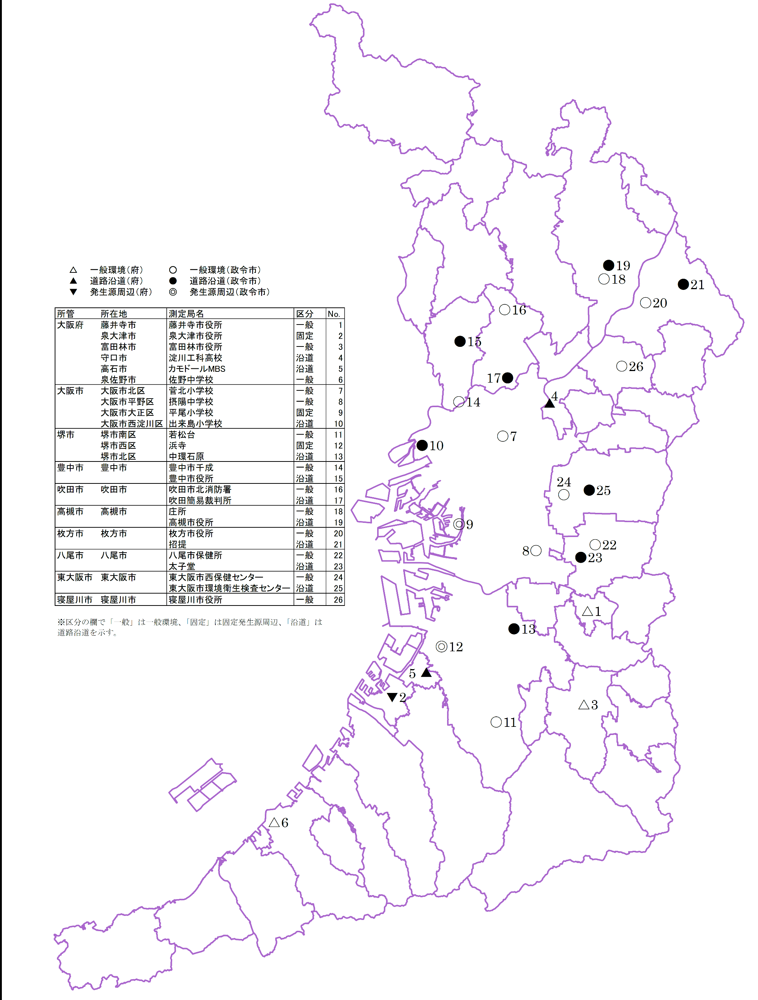 △ 一般環境(府) ○ 一般環境(政令市)
▲ 道路沿道(府) ● 道路沿道(政令市)
▼ 発生源周辺(府) ◎ 発生源周辺(政令市)
所管 所在地 測定局名 区分 No.
大阪府 藤井寺市 藤井寺市役所 一般 1
泉大津市 泉大津市役所 固定 2
富田林市 富田林市役所 一般 3
守口市 淀川工科高校 沿道 4
高石市 カモドールMBS 沿道 5
泉佐野市 佐野中学校 一般 6
大阪市 大阪市北区 菅北小学校 一般 7
大阪市平野区 摂陽中学校 一般 8
大阪市大正区 平尾小学校 固定 9
大阪市西淀川区 出来島小学校 沿道 10
堺市 堺市南区 若松台 一般 11
堺市西区 浜寺 固定 12
堺市北区 中環石原 沿道 13
豊中市 豊中市 豊中市千成 一般 14
豊中市役所 沿道 15
吹田市 吹田市 吹田市北消防署 一般 16
吹田簡易裁判所 沿道 17
高槻市 高槻市 庄所 一般 18
高槻市役所 沿道 19
枚方市 枚方市 枚方市役所 一般 20
招提 沿道 21
八尾市 八尾市 八尾市保健所 一般 22
太子堂 沿道 23
東大阪市 東大阪市 東大阪市西保健センター 一般 24
東大阪市環境衛生検査センター 沿道 25
寝屋川市 寝屋川市 寝屋川市役所 一般 26
※区分の欄で「一般」は一般環境、「固定」は固定発生源周辺、「沿道」は
道路沿道を示す。
●19
○18
●21
○20
○16
●15
○26
17●
4
▲
○14
○7
●10
24
○
●25
◎9
8○
○22
●23
△1
●13
◎12
5 ▲
▼2
△3
○11
△6